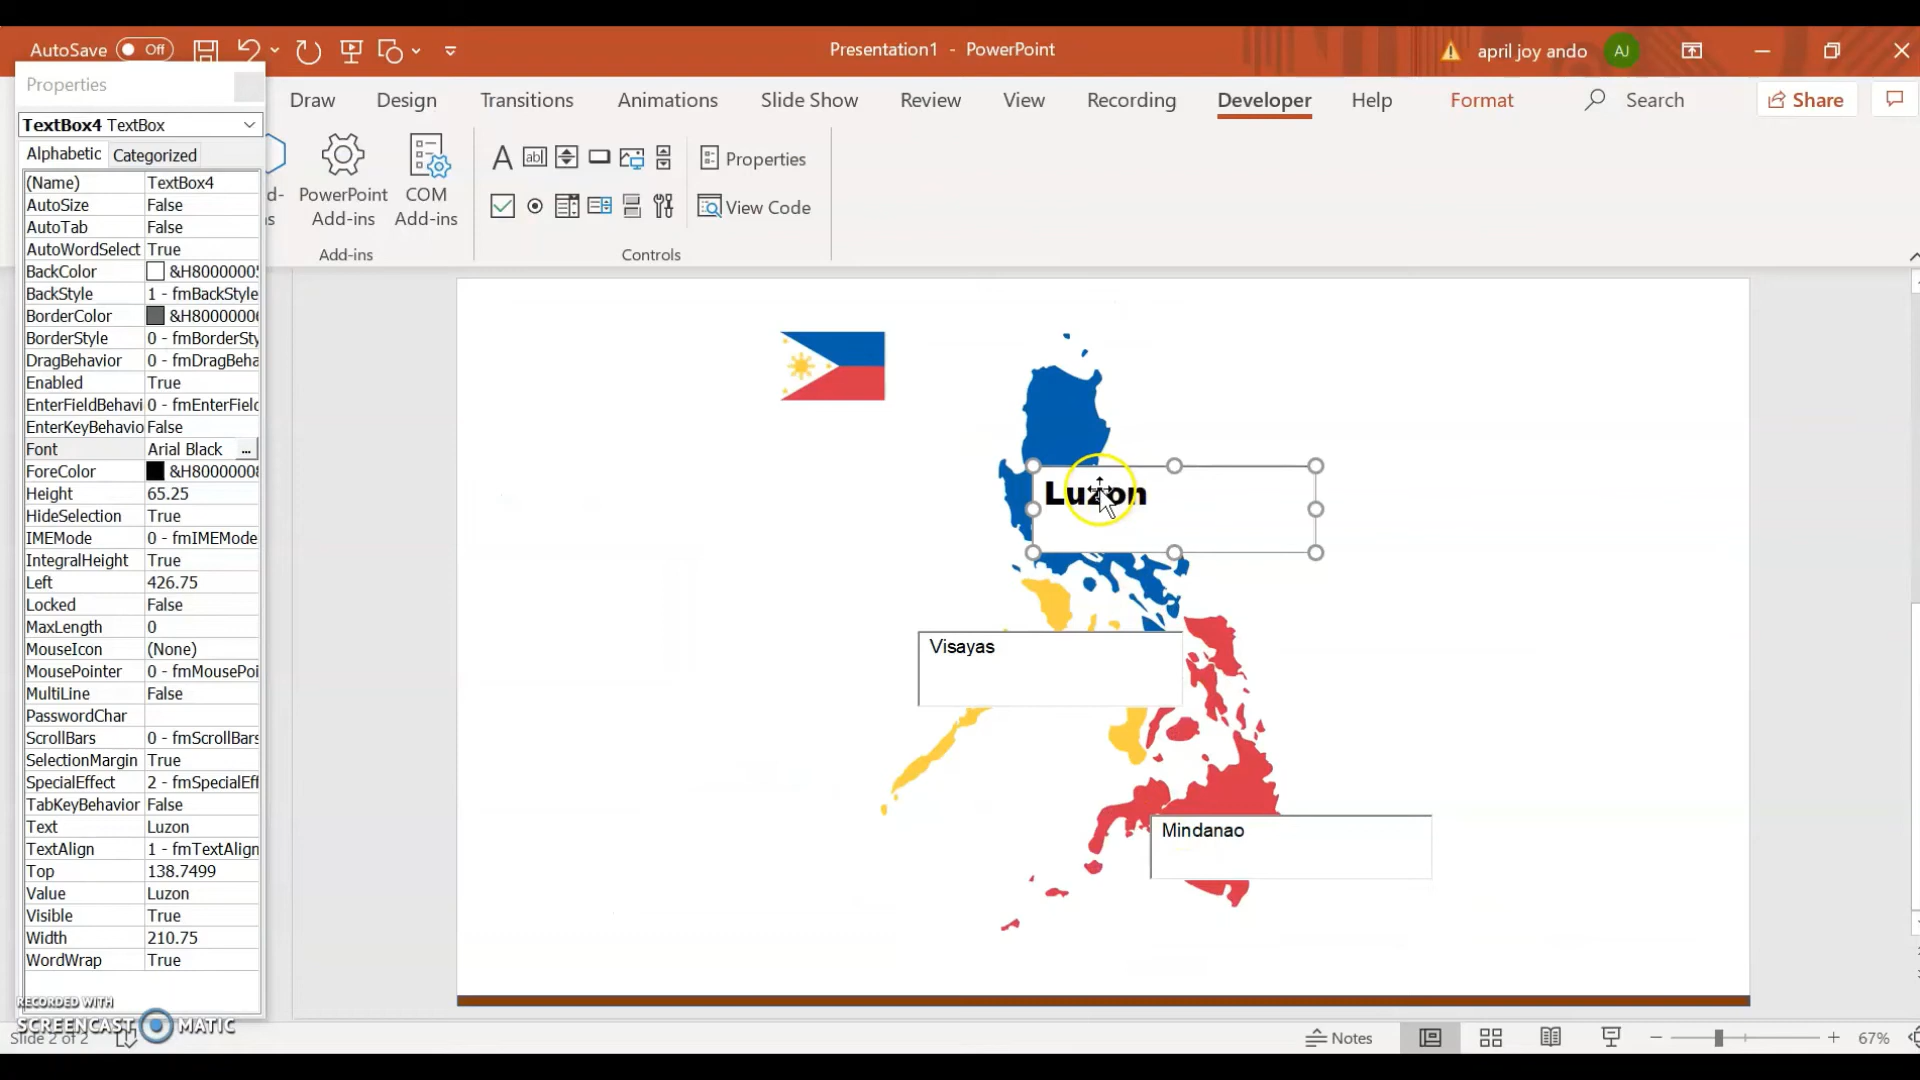 AutoSave Off
Presentation1 - PowerPoint
april joy ando AJ
Properties
Draw Design Transitions Animations Slide Show Review View Recording Developer Help Format Search Share
TextBox4 TextBox
Alphabetic Categorized
(Name) TextBox4
AutoSize False
AutoTab False
AutoWordSelect True
BackColor &H80000005
BackStyle 1 - fmBackStyle
BorderColor &H80000006
BorderStyle 0 - fmBorderSty
DragBehavior 0 - fmDragBeha
Enabled True
EnterFieldBehavi 0 - fmEnterField
EnterKeyBehavio False
Font Arial Black ...
ForeColor &H80000008
Height 65.25
HideSelection True
IMEMode 0 - fmIMEMode
IntegralHeight True
Left 426.75
Locked False
MaxLength 0
MouseIcon (None)
MousePointer 0 - fmMousePoi
MultiLine False
PasswordChar
ScrollBars 0 - fmScrollBars
SelectionMargin True
SpecialEffect 2 - fmSpecialEff
TabKeyBehavior False
Text Luzon
TextAlign 1 - fmTextAlign
Top 138.7499
Value Luzon
Visible True
Width 210.75
WordWrap True
d-
ns
PowerPoint
Add-ins
COM
Add-ins
Add-ins
A
ab
Properties
View Code
Controls
Luzon
Visayas
Mindanao
RECORDED WITH
SCREENCAST MATIC
Slide 2 of 2
Notes
67%